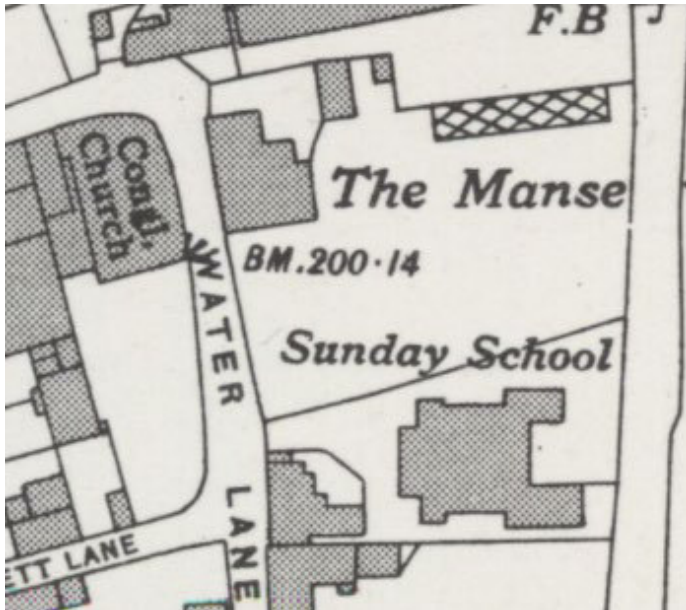 F.B
Congl.
Church
The Manse
BM.200·14
WATER LANE
Sunday School
ETT LANE